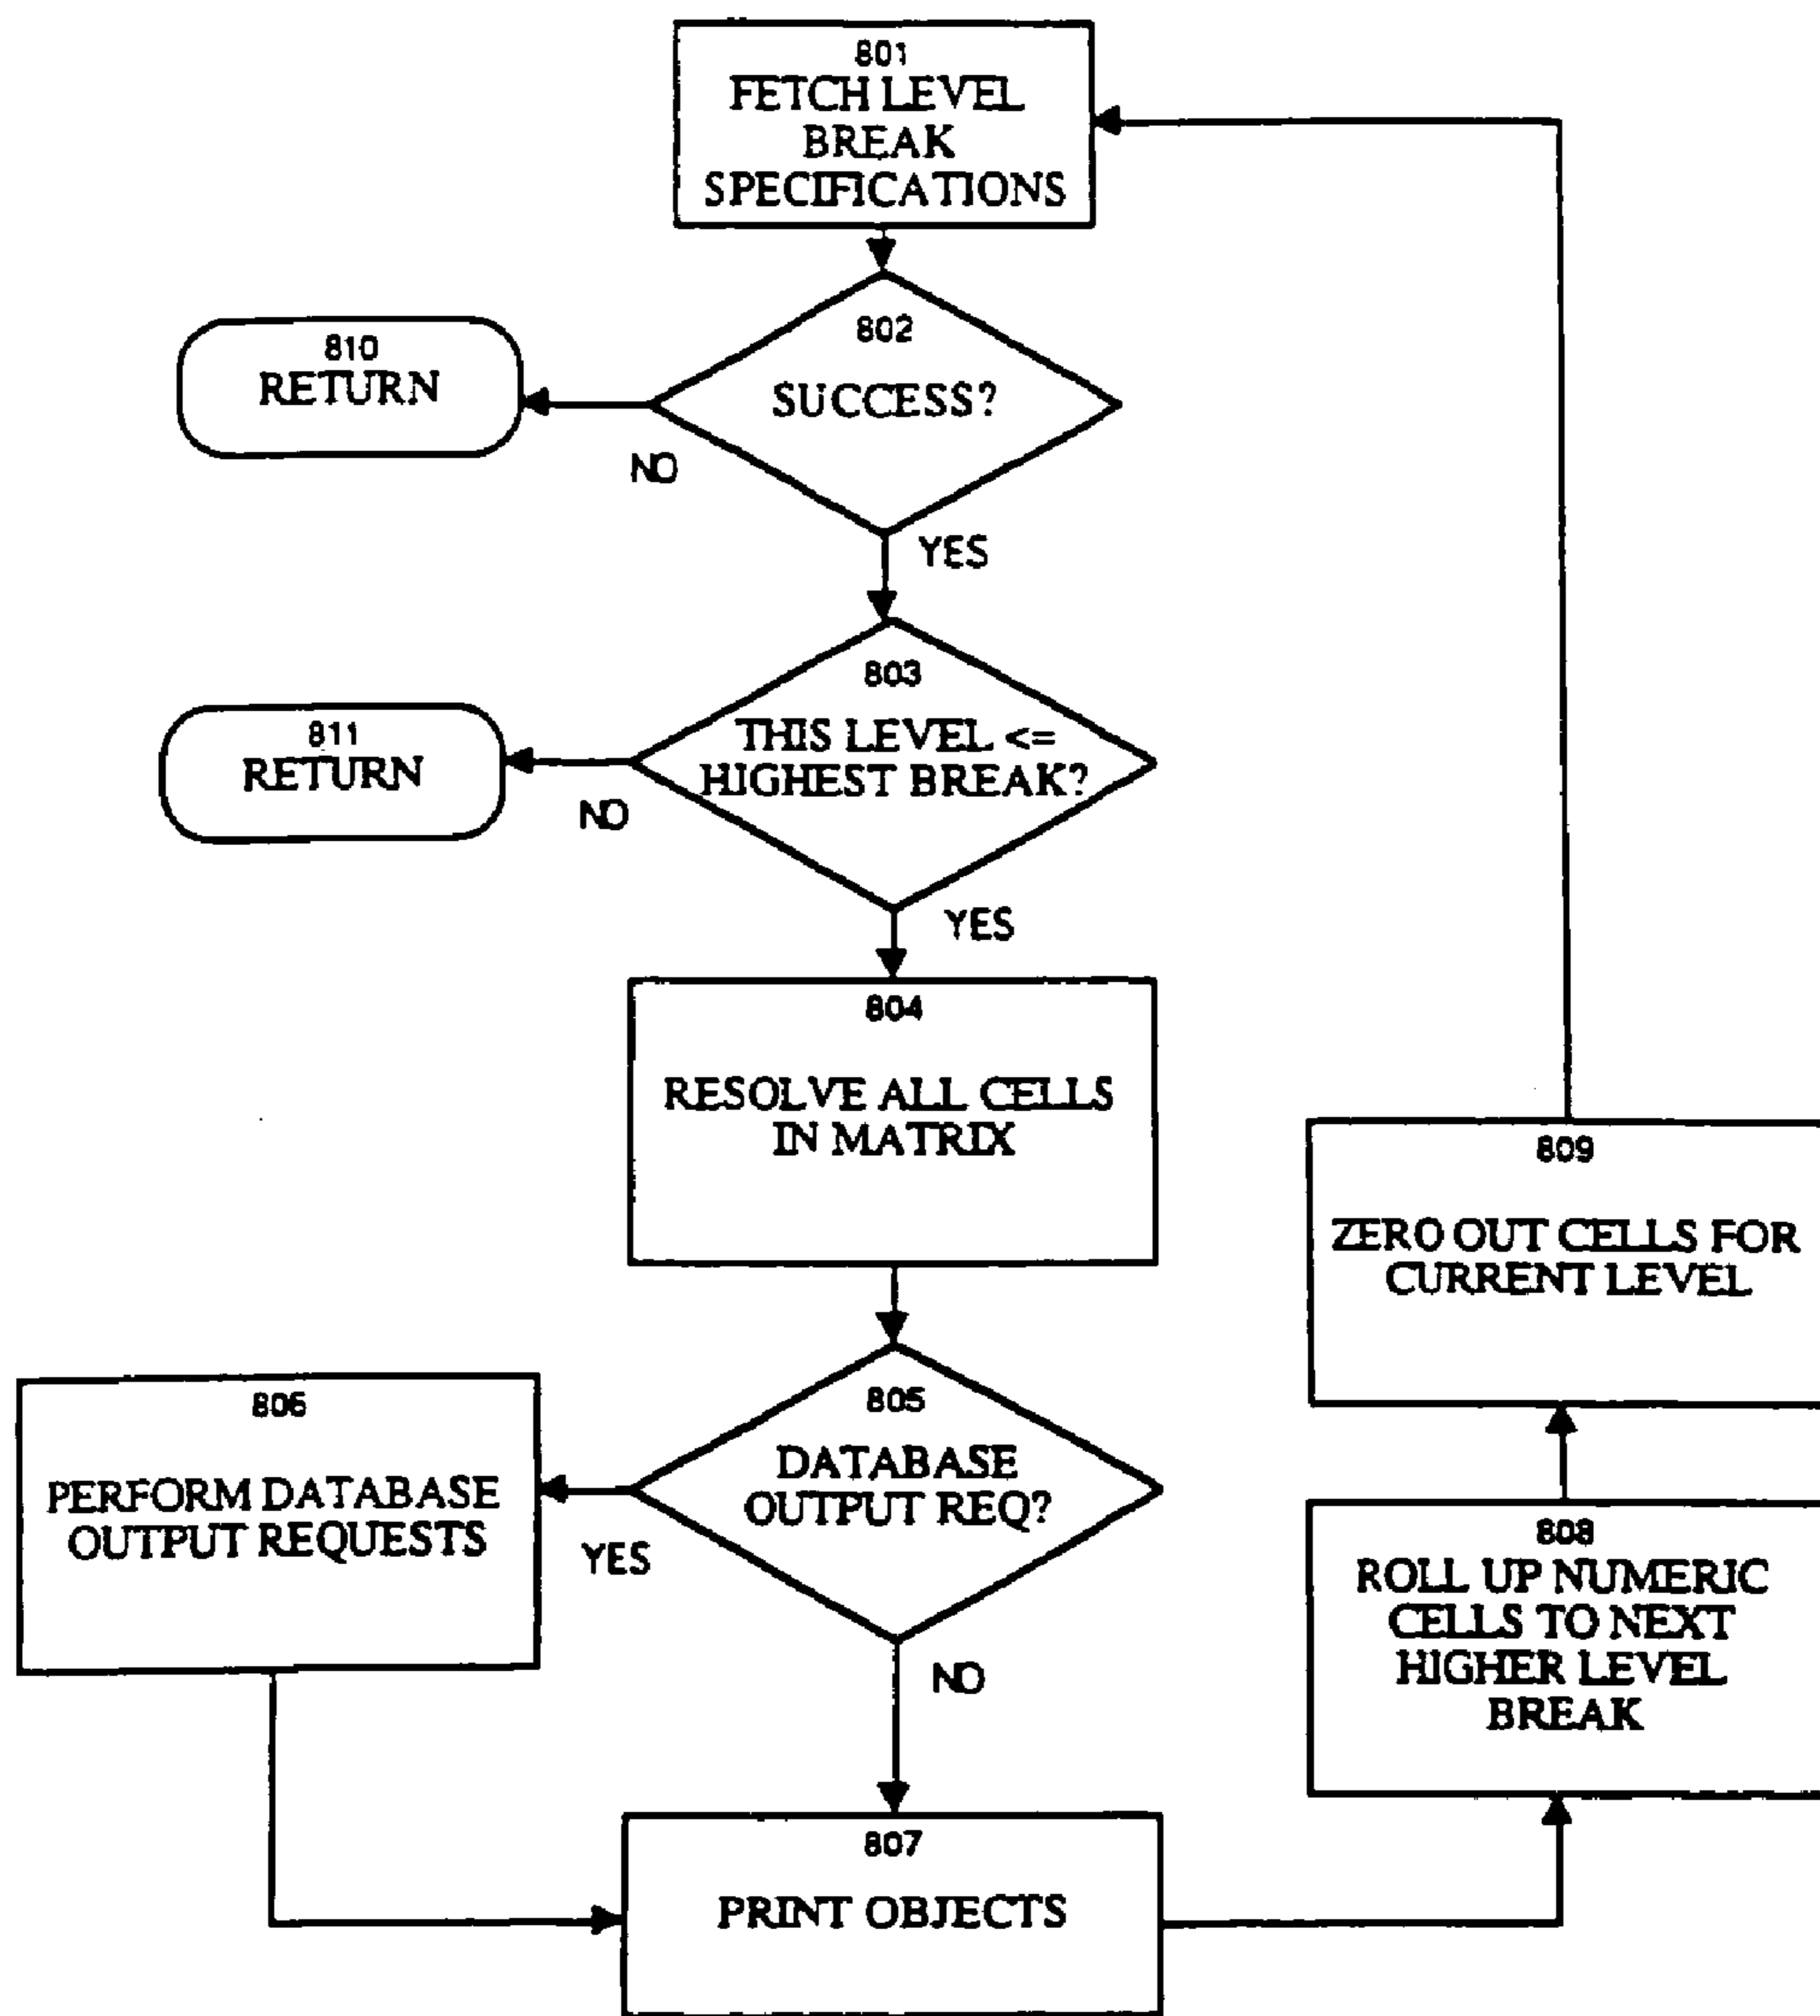 801
FETCH LEVEL
BREAK
SPECIFICATIONS
802
SUCCESS?
810
RETURN
NO
YES
803
THIS LEVEL <=
HIGHEST BREAK?
811
RETURN
NO
YES
804
RESOLVE ALL CELLS
IN MATRIX
805
DATABASE
OUTPUT REQ?
806
PERFORM DATABASE
OUTPUT REQUESTS
YES
NO
807
PRINT OBJECTS
808
ROLL UP NUMERIC
CELLS TO NEXT
HIGHER LEVEL
BREAK
809
ZERO OUT CELLS FOR
CURRENT LEVEL